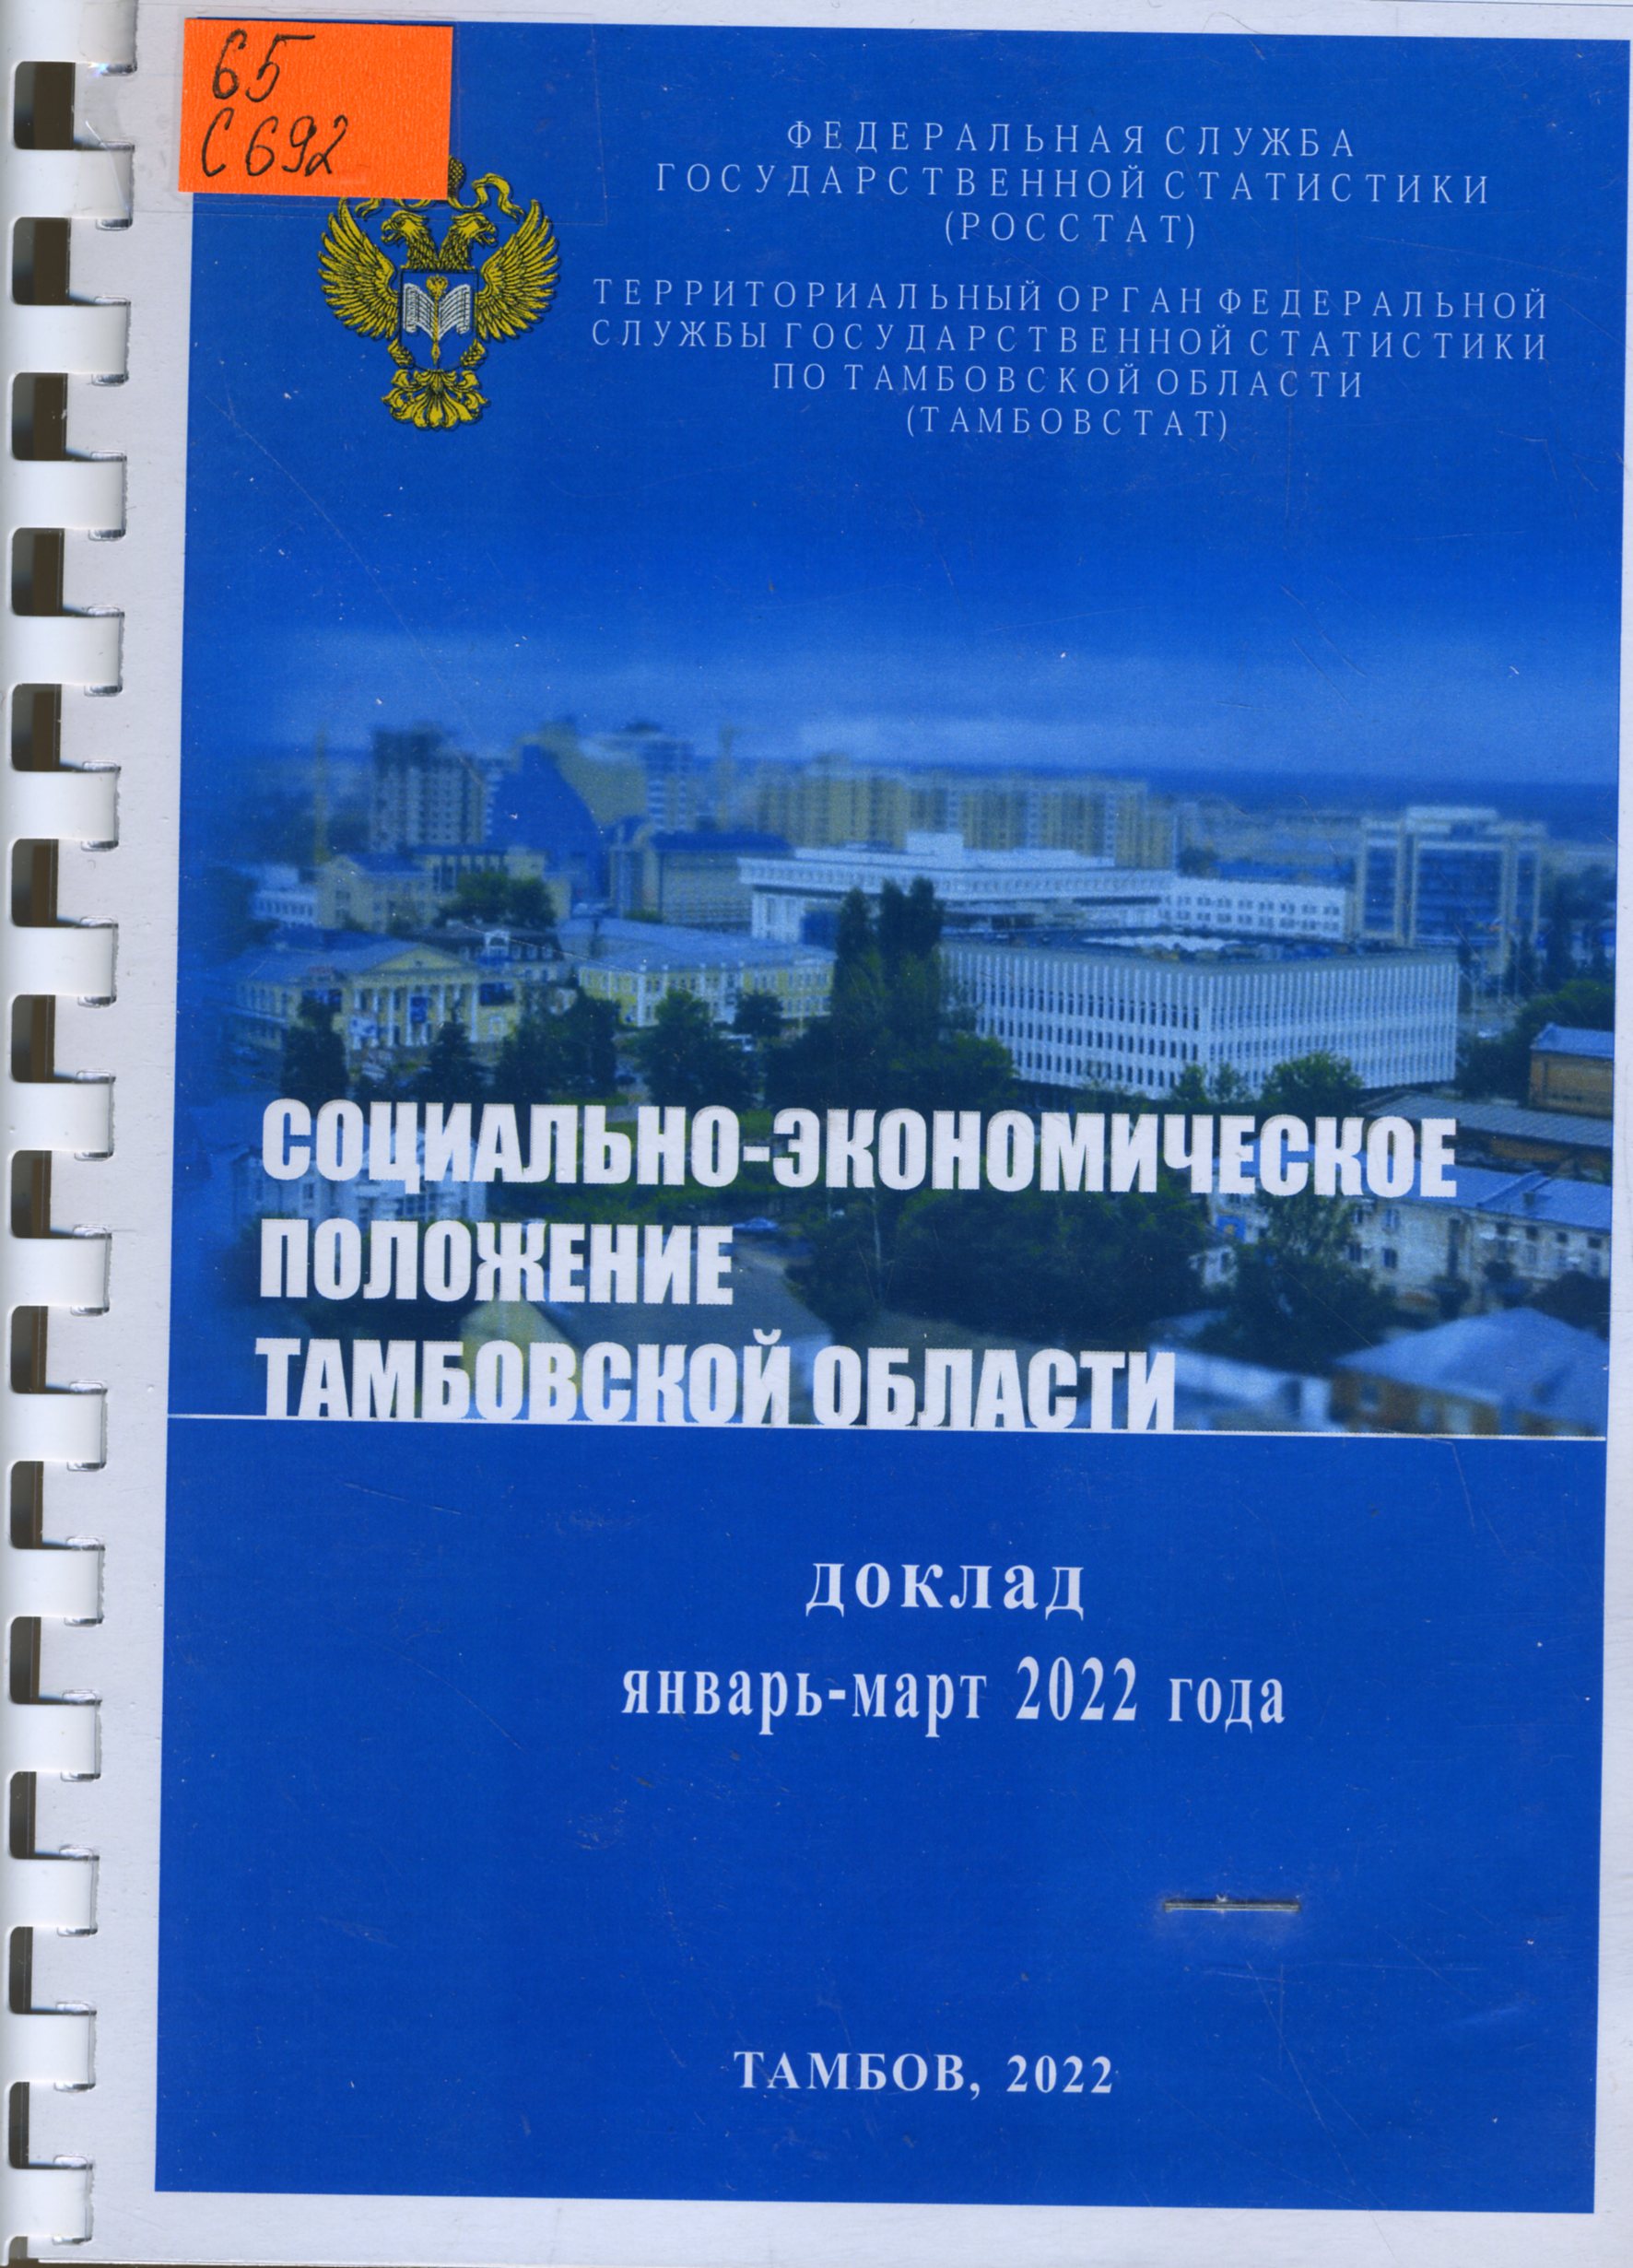 65
С692
ФЕДЕРАЛЬНАЯ СЛУЖБА
ГОСУДАРСТВЕННОЙ СТАТИСТИКИ
(РОССТАТ)
ТЕРРИТОРИАЛЬНЫЙ ОРГАН ФЕДЕРАЛЬНОЙ
СЛУЖБЫ ГОСУДАРСТВЕННОЙ СТАТИСТИКИ
ПО ТАМБОВСКОЙ ОБЛАСТИ
(ТАМБОВСТАТ)
СОЦИАЛЬНО-ЭКОНОМИЧЕСКОЕ
ПОЛОЖЕНИЕ
ТАМБОВСКОЙ ОБЛАСТИ
доклад
январь-март 2022 года
ТАМБОВ, 2022